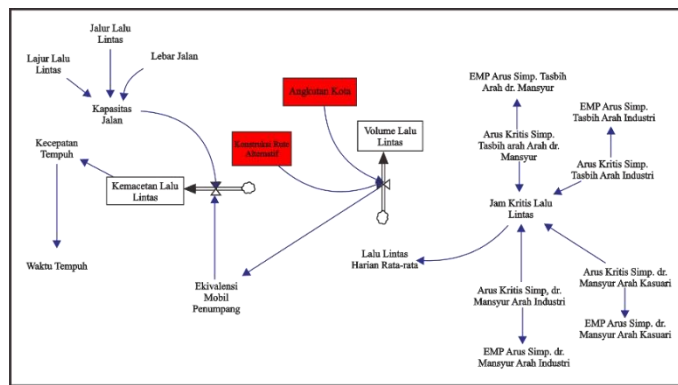 Jalur Lalu
Lintas
Lajur Lalu
Lintas
Lebar Jalan
Kapasitas
Jalan
Kecepatan
Tempuh
Kemacetan Lalu
Lintas
Waktu Tempuh
Ekivalensi
Mobil
Penumpang
Angkutan Kota
Rute
Alternatif
Volume Lalu
Lintas
Lalu Lintas
Harian Rata-rata
EMP Arus Simp. Tasbih
Arah dr. Mansyur
Arus Kritis Simp.
Tasbih arah Arah dr.
Mansyur
EMP Arus Simp.
Tasbih Arah Industri
Arus Kritis Simp.
Tasbih Arah Industri
Jam Kritis Lalu
Lintas
Arus Kritis Simp, dr.
Mansyur Arah Industri
EMP Arus Simp. dr.
Mansyur Arah Industri
Arus Kritis Simp. dr.
Mansyur Arah Kasuari
EMP Arus Simp. dr.
Mansyur Arah Kasuari